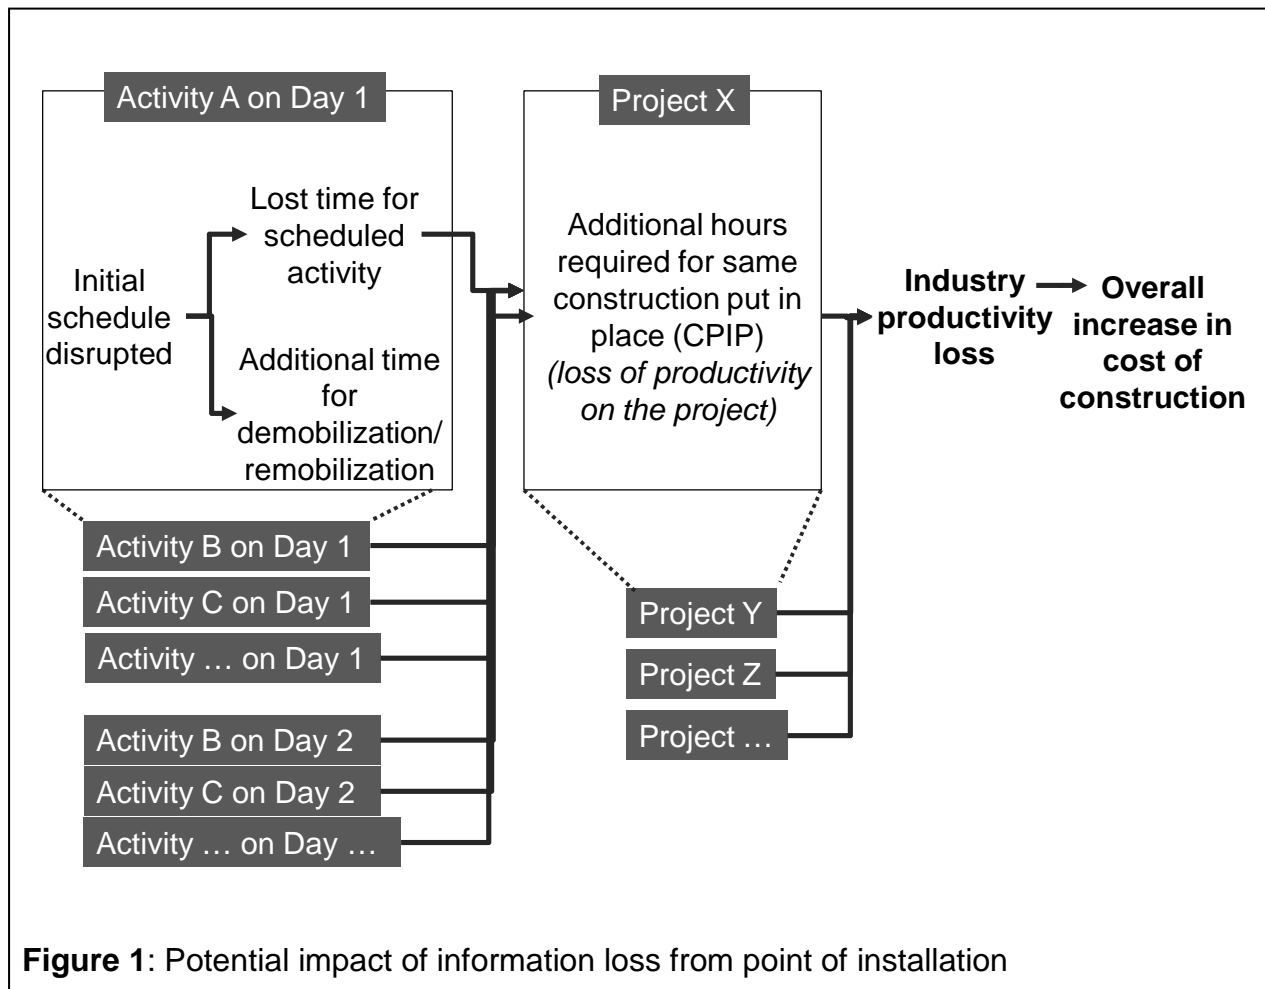 Activity A on Day 1
Initial
schedule
disrupted
Lost time for
scheduled
activity
Additional time
for
demobilization/
remobilization
Activity B on Day 1
Activity C on Day 1
Activity … on Day 1
Activity B on Day 2
Activity C on Day 2
Activity … on Day …
Project X
Additional hours
required for same
construction put in
place (CPIP)
(loss of productivity
on the project)
Project Y
Project Z
Project …
Industry
productivity
loss
Overall
increase in
cost of
construction
Figure 1: Potential impact of information loss from point of installation